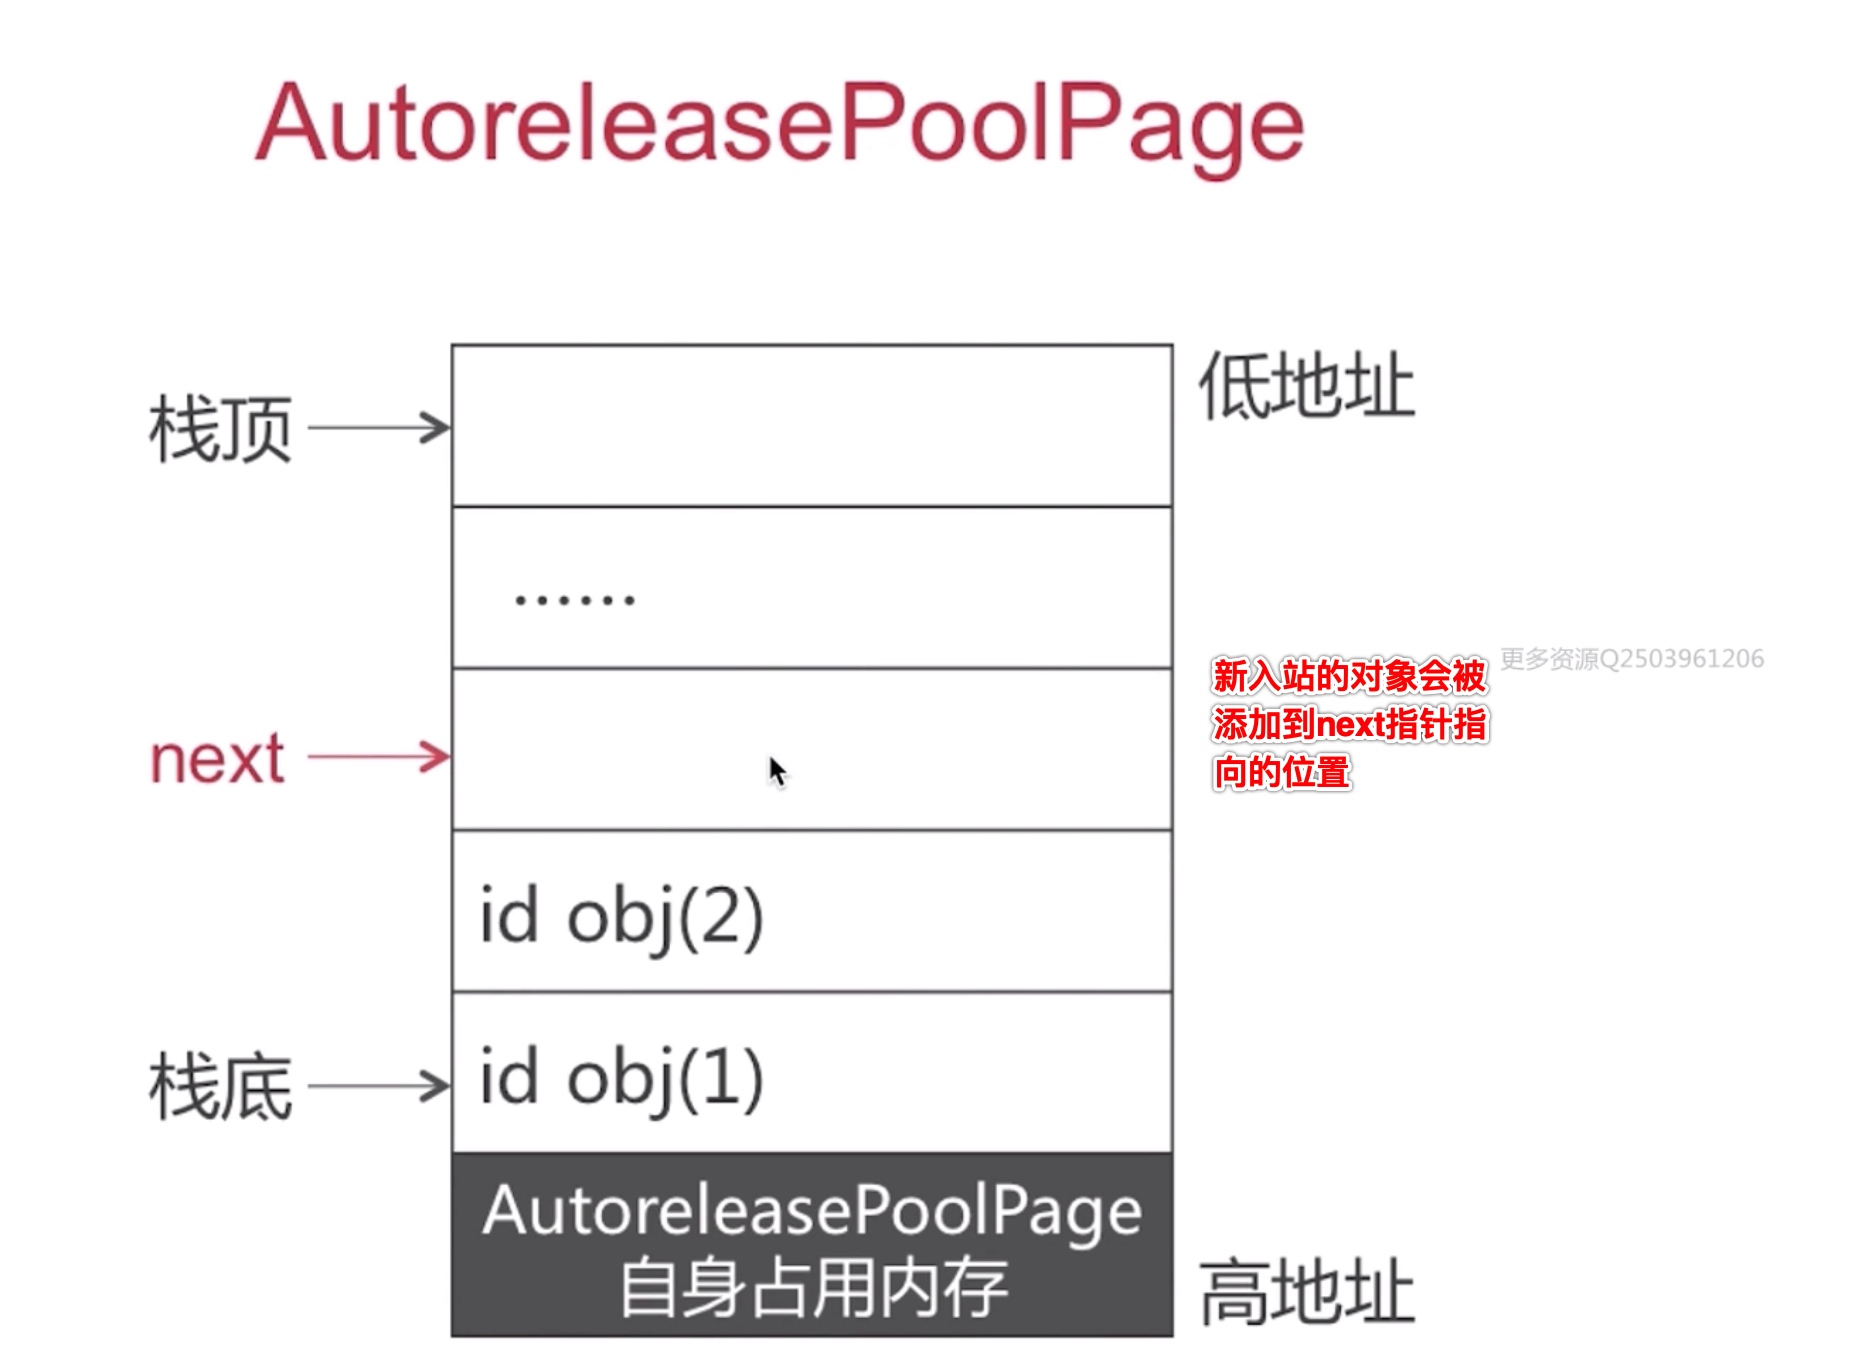 AutoreleasePoolPage
低地址
栈顶
......
新入站的对象会被
添加到next指针指
向的位置
更多资源Q2503961206
next
id obj(2)
id obj(1)
栈底
AutoreleasePoolPage
自身占用内存
高地址